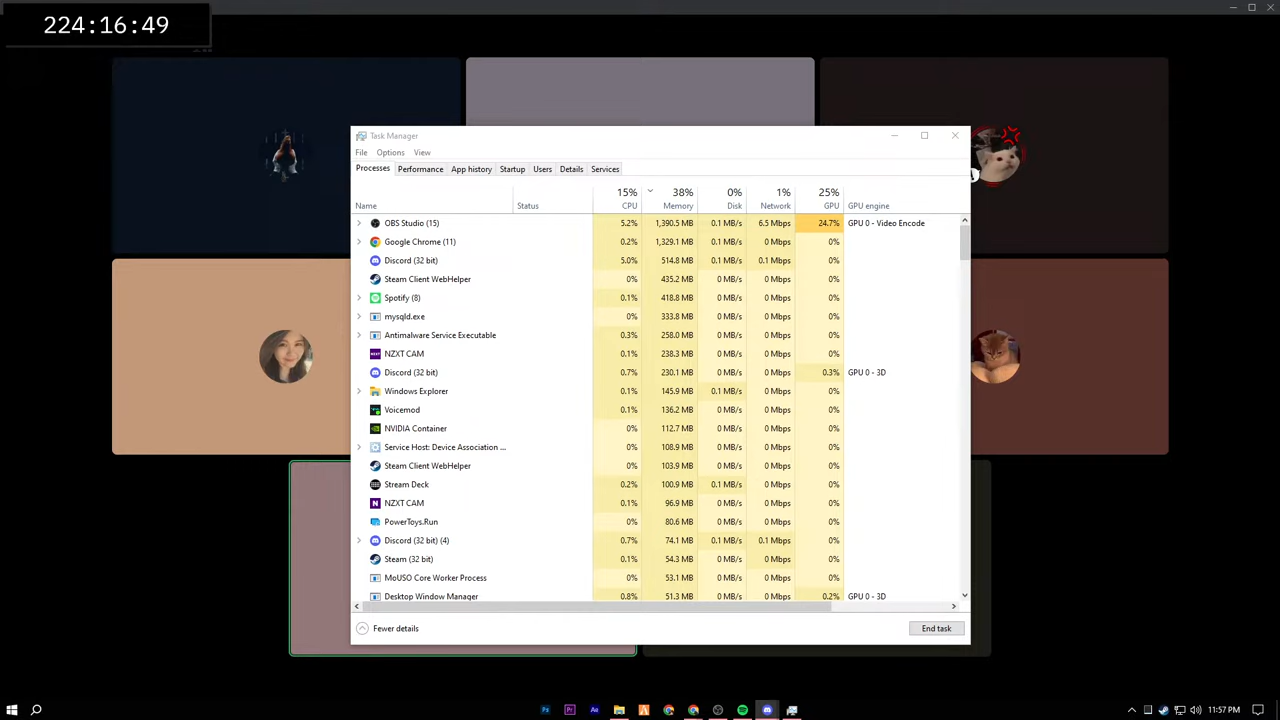 224:16:49
Task Manager
File Options View
Processes Performance App history Startup Users Details Services
15% 38% 0% 1% 25%
Name Status CPU Memory Disk Network GPU GPU engine
OBS Studio (15) 5.2% 1,390.5 MB 0.1 MB/s 6.5 Mbps 24.7% GPU 0 - Video Encode
Google Chrome (11) 0.2% 1,329.1 MB 0.1 MB/s 0 Mbps 0%
Discord (32 bit) 5.0% 514.8 MB 0.1 MB/s 0.1 Mbps 0%
Steam Client WebHelper 0% 435.2 MB 0 MB/s 0 Mbps 0%
Spotify (8) 0.1% 418.8 MB 0 MB/s 0 Mbps 0%
mysqld.exe 0% 333.8 MB 0 MB/s 0 Mbps 0%
Antimalware Service Executable 0.3% 258.0 MB 0 MB/s 0 Mbps 0%
NZXT CAM 0.1% 238.3 MB 0 MB/s 0 Mbps 0%
Discord (32 bit) 0.7% 230.1 MB 0 MB/s 0 Mbps 0.3% GPU 0 - 3D
Windows Explorer 0.1% 145.9 MB 0.1 MB/s 0 Mbps 0%
Voicemod 0.1% 136.2 MB 0 MB/s 0 Mbps 0%
NVIDIA Container 0% 112.7 MB 0 MB/s 0 Mbps 0%
Service Host: Device Association ... 0% 108.9 MB 0 MB/s 0 Mbps 0%
Steam Client WebHelper 0% 103.9 MB 0 MB/s 0 Mbps 0%
Stream Deck 0.2% 100.9 MB 0.1 MB/s 0 Mbps 0%
NZXT CAM 0.1% 96.9 MB 0 MB/s 0 Mbps 0%
PowerToys.Run 0% 80.6 MB 0 MB/s 0 Mbps 0%
Discord (32 bit) (4) 0.7% 74.1 MB 0.1 MB/s 0.1 Mbps 0%
Steam (32 bit) 0.1% 54.3 MB 0 MB/s 0 Mbps 0%
MoUSO Core Worker Process 0% 53.1 MB 0 MB/s 0 Mbps 0%
Desktop Window Manager 0.8% 51.3 MB 0 MB/s 0 Mbps 0.2% GPU 0 - 3D
Fewer details End task
Ps Pr Ae 11:57 PM